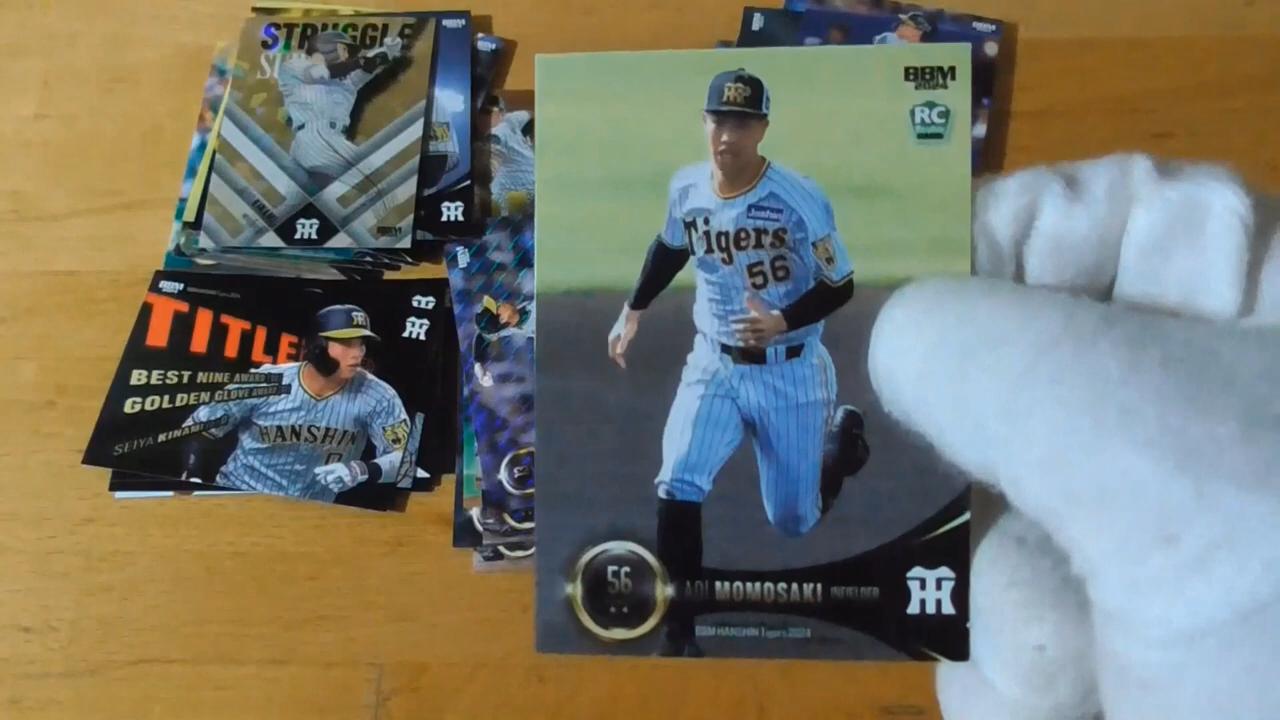 STRUGGLE
BBM
TITLE
BEST NINE AWARD
GOLDEN GLOVE AWARD
SEIYA KINAMI
HANSHIN
BBM
2024
RC
Tigers
56
56
AOI MOMOSAKI INFIELDER
BBM HANSHIN Tigers 2024